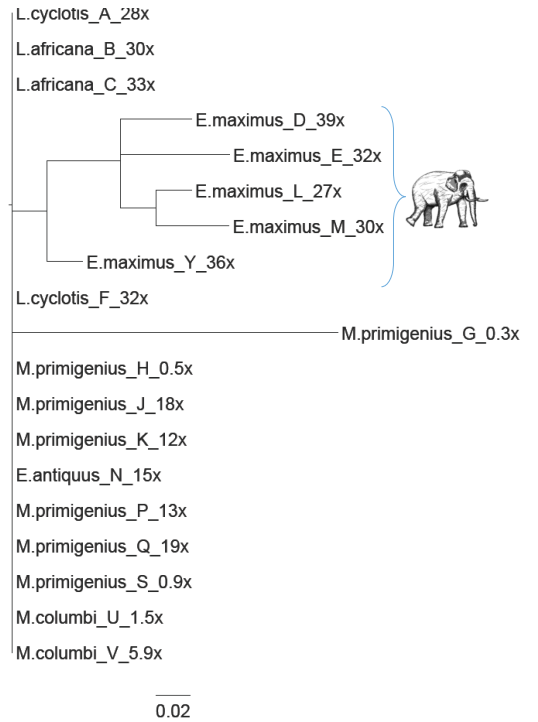 L.cyclotis_A_28x
L.africana_B_30x
L.africana_C_33x
E.maximus_D_39x
E.maximus_E_32x
E.maximus_L_27x
E.maximus_M_30x
E.maximus_Y_36x
L.cyclotis_F_32x
M.primigenius_G_0.3x
M.primigenius_H_0.5x
M.primigenius_J_18x
M.primigenius_K_12x
E.antiquus_N_15x
M.primigenius_P_13x
M.primigenius_Q_19x
M.primigenius_S_0.9x
M.columbi_U_1.5x
M.columbi_V_5.9x
0.02